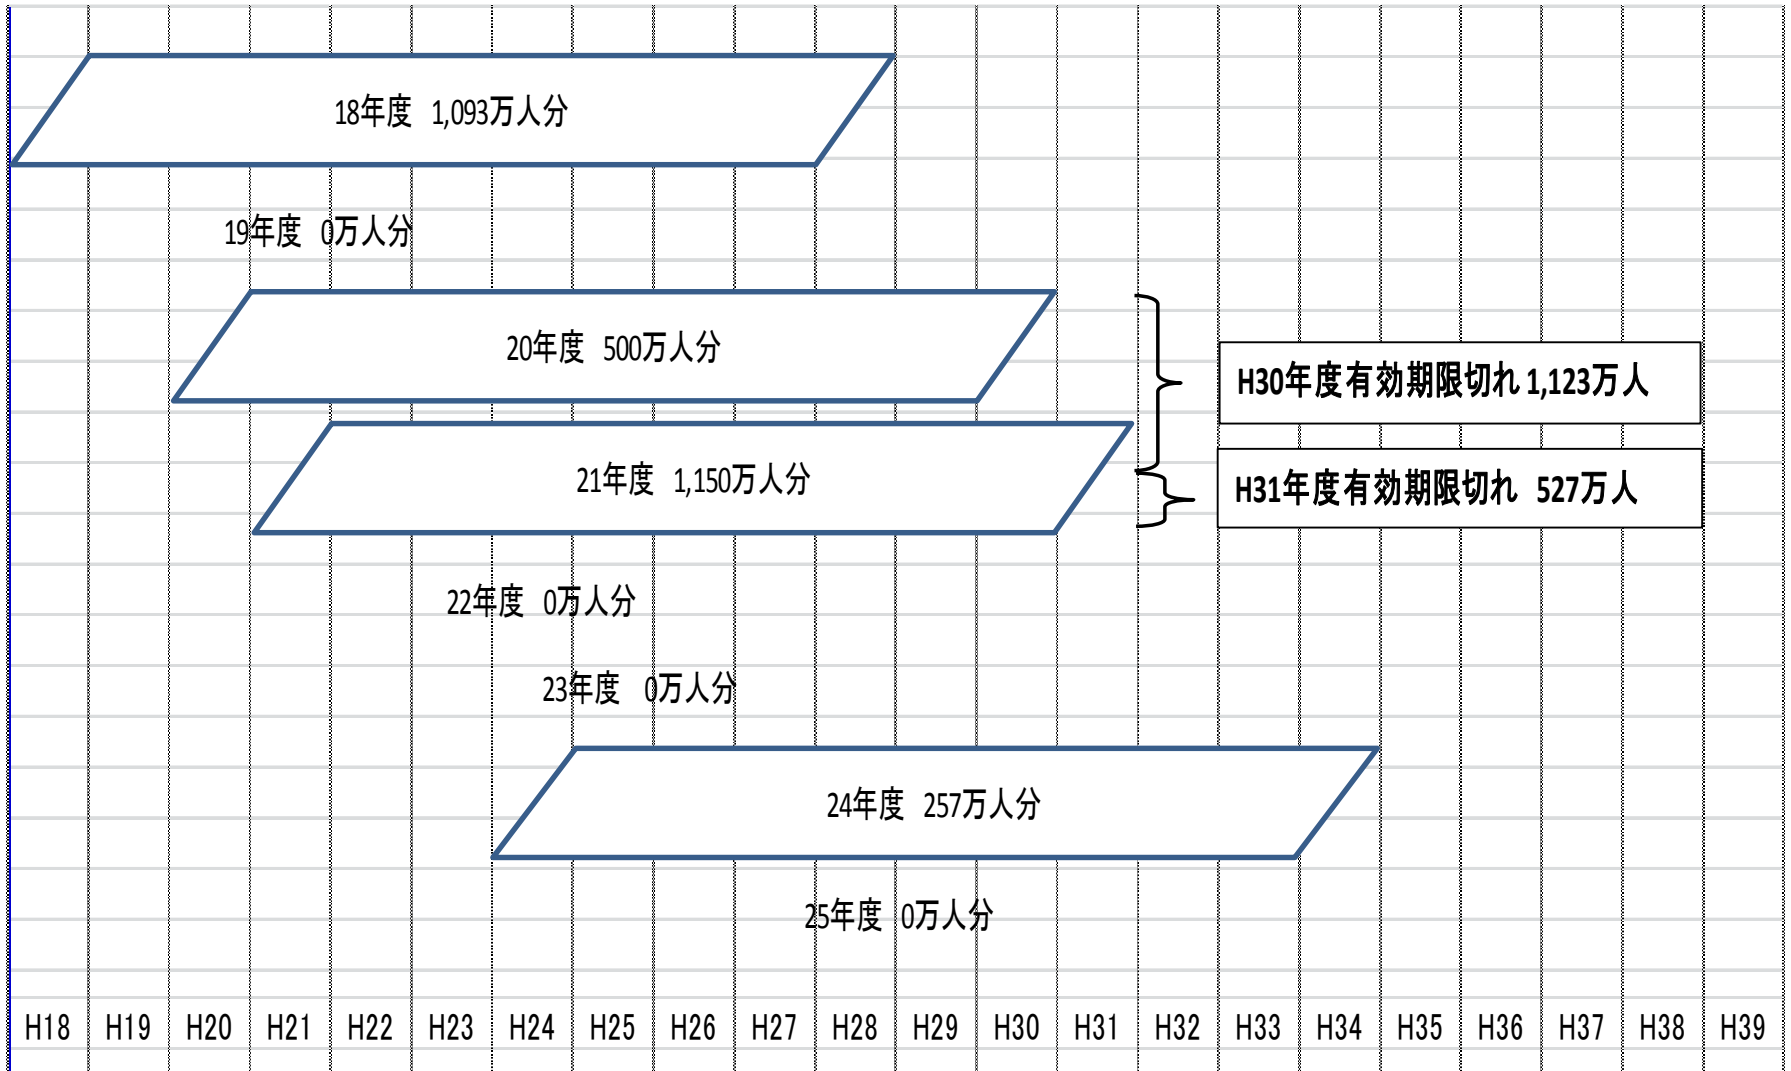 18年度 1,093万人分
19年度 0万人分
20年度 500万人分
H30年度有効期限切れ 1,123万人
21年度 1,150万人分
H31年度有効期限切れ 527万人
22年度 0万人分
23年度 0万人分
24年度 257万人分
25年度 0万人分
H18 H19 H20 H21 H22 H23 H24 H25 H26 H27 H28 H29 H30 H31 H32 H33 H34 H35 H36 H37 H38 H39